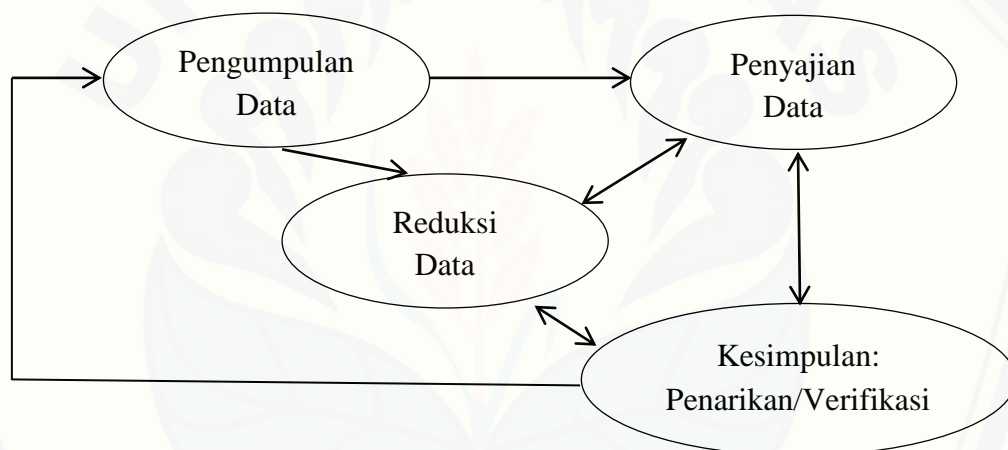 Pengumpulan
Data
Penyajian
Data
Reduksi
Data
Kesimpulan:
Penarikan/Verifikasi